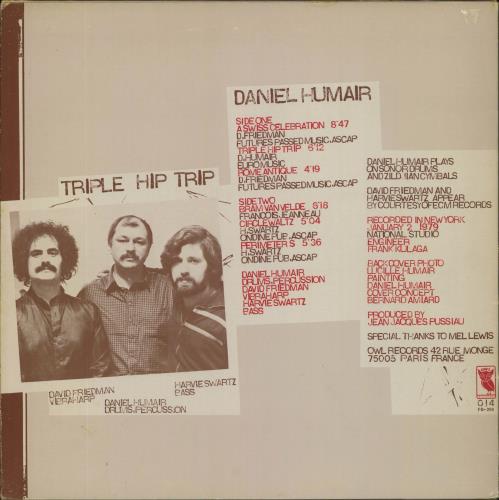 DANIEL HUMAIR
SIDE ONE
A SWISS CELEBRATION 8'47
D.FRIEDMAN
FUTURES PASSED MUSIC, ASCAP
TRIPLE HIP TRIP 5'12
D.HUMAIR
EURO MUSIC
ROME ANTIQUE 4'19
D.FRIEDMAN
FUTURES PASSED MUSIC, ASCAP
SIDE TWO
BRAM VAN VELDE 8'18
FRANCOIS JEANNEAU
CIRCLE WALTZ 5'04
H.SWARTZ
ONDINE PUB, ASCAP
PERIMETERS 5'36
H.SWARTZ
ONDINE PUB, ASCAP
DANIEL HUMAIR
DRUMS, PERCUSSION
DAVID FRIEDMAN
VIBRAHARP
HARVIE SWARTZ
BASS
TRIPLE HIP TRIP
DAVID FRIEDMAN
VIBRAHARP
DANIEL HUMAIR
DRUMS, PERCUSSION
HARVIE SWARTZ
BASS
DANIEL HUMAIR PLAYS
ON SONOR DRUMS
AND ZILDJIAN CYNBALS
DAVID FRIEDMAN AND
HARVIE SWARTZ, APPEAR
BY COURTESY OF ECM RECORDS
RECORDED IN NEW YORK
JANUARY 2, 1979
NATIONAL STUDIO
ENGINEER
FRANK KULAGA
BACK COVER PHOTO
LUCILLE HUMAIR
PAINTING
DANIEL HUMAIR
COVER CONCEPT
BERNARD AMIARD
PRODUCED BY
JEAN JACQUES PUSSIAU
SPECIAL THANKS TO MEL LEWIS
OWL RECORDS 42 RUE MONGE
75005 PARIS FRANCE
014